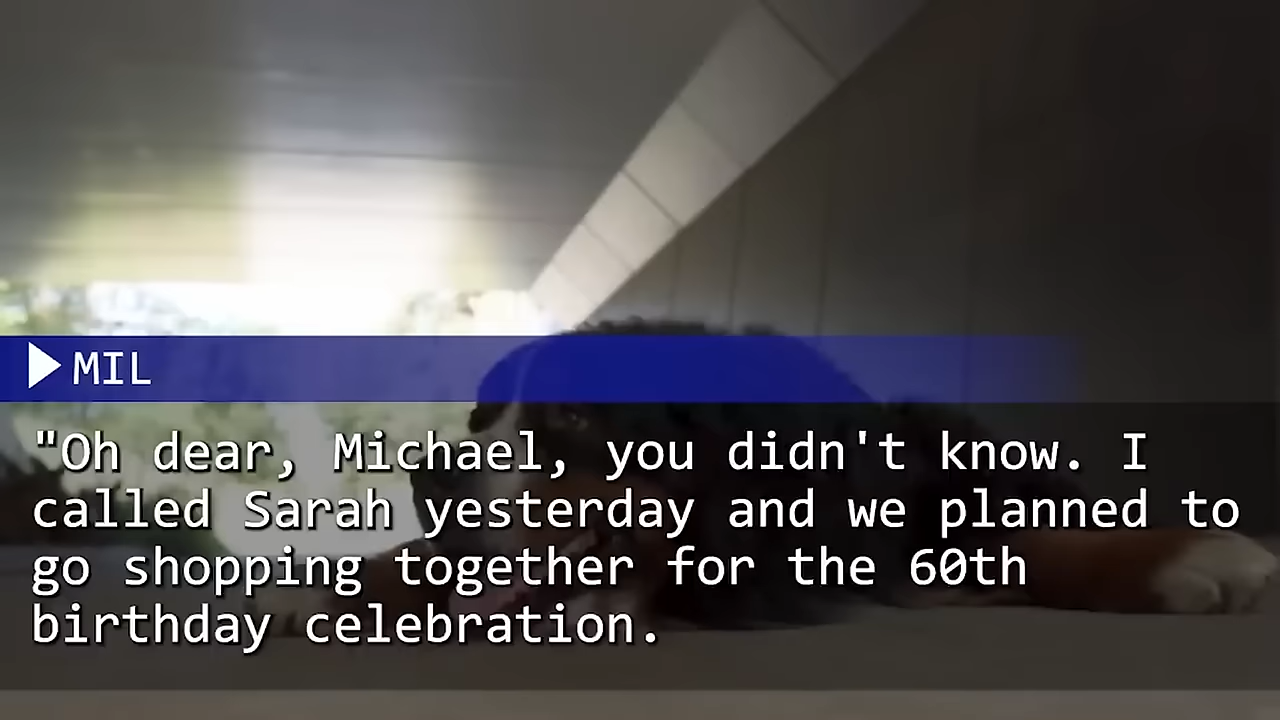 MIL
"Oh dear, Michael, you didn't know. I
called Sarah yesterday and we planned to
go shopping together for the 60th
birthday celebration.